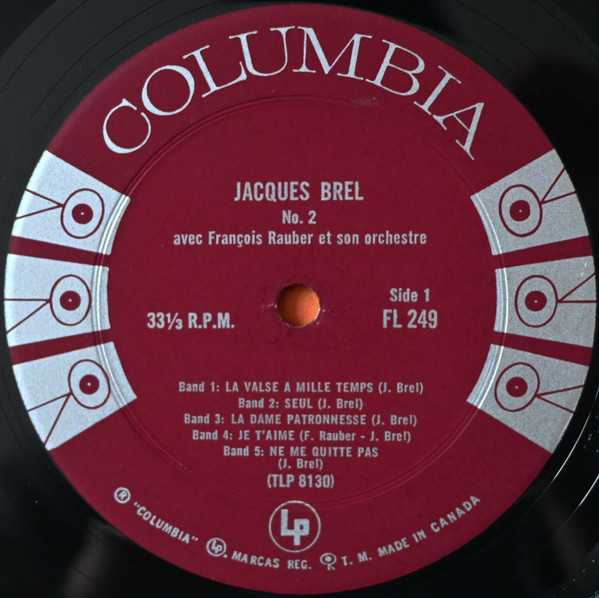 COLUMBIA
JACQUES BREL
No. 2
avec François Rauber et son orchestre
33⅓ R.P.M.
Side 1
FL 249
Band 1: LA VALSE A MILLE TEMPS (J. Brel)
Band 2: SEUL (J. Brel)
Band 3: LA DAME PATRONNESSE (J. Brel)
Band 4: JE T'AIME (F. Rauber - J. Brel)
Band 5: NE ME QUITTE PAS
(J. Brel)
(TLP 8130)
Lp
® "COLUMBIA" Lp. MARCAS REG. T. M. MADE IN CANADA